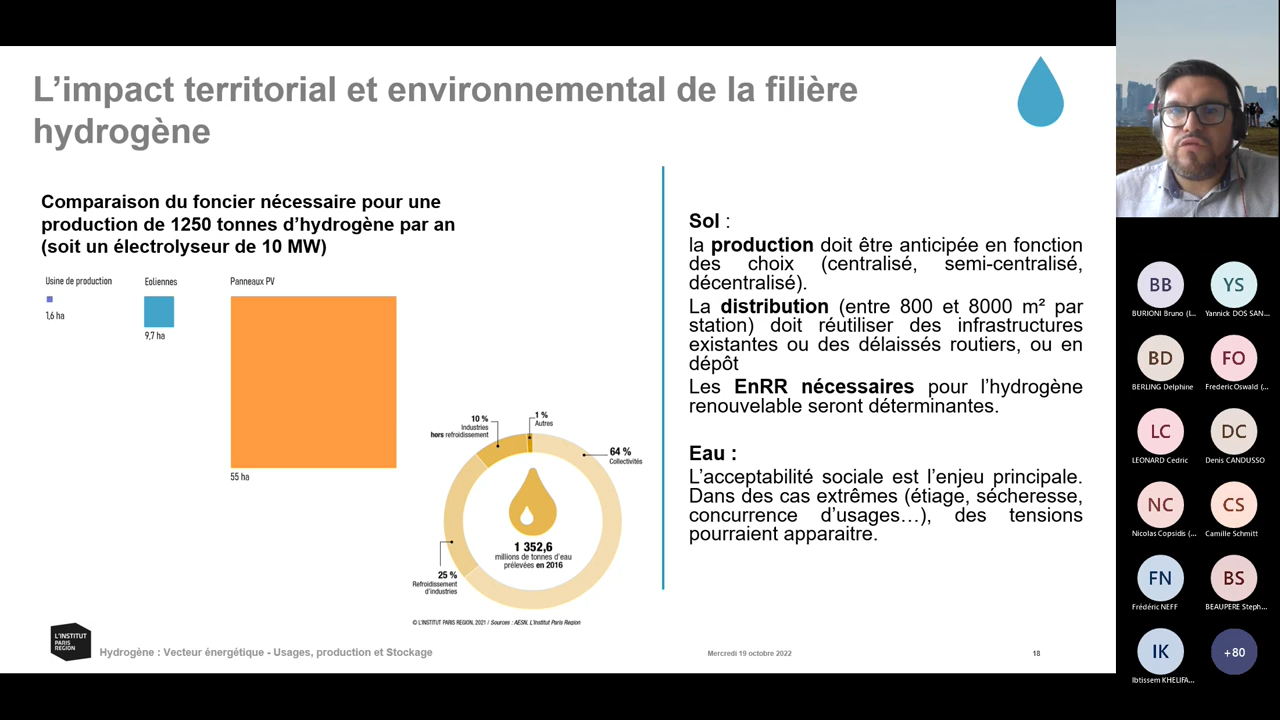 L'impact territorial et environnemental de la filière
hydrogène
Comparaison du foncier nécessaire pour une
production de 1250 tonnes d'hydrogène par an
(soit un électrolyseur de 10 MW)
Usine de production
1,6 ha
Eoliennes
9,7 ha
Panneaux PV
55 ha
10 %
Industries
hors refroidissement
1 %
Autres
64 %
Collectivités
1 352,6
millions de tonnes d'eau
prélevées en 2016
25 %
Refroidissement
d'industries
© L'INSTITUT PARIS REGION, 2021 / Sources : AESN, L'Institut Paris Region
Sol :
la production doit être anticipée en fonction
des choix (centralisé, semi-centralisé,
décentralisé).
La distribution (entre 800 et 8000 m² par
station) doit réutiliser des infrastructures
existantes ou des délaissés routiers, ou en
dépôt
Les EnRR nécessaires pour l'hydrogène
renouvelable seront déterminantes.
Eau :
L'acceptabilité sociale est l'enjeu principale.
Dans des cas extrêmes (étiage, sécheresse,
concurrence d'usages…), des tensions
pourraient apparaitre.
L'INSTITUT
PARIS
REGION
Hydrogène : Vecteur énergétique - Usages, production et Stockage
Mercredi 19 octobre 2022
18
BB
BURIONI Bruno (L...
YS
Yannick DOS SAN...
BD
BERLING Delphine
FO
Frederic Oswald (...
LC
LEONARD Cedric
DC
Denis CANDUSSO
NC
Nicolas Copsidis (...
CS
Camille Schmitt
FN
Frédéric NEFF
BS
BEAUPERE Steph...
IK
Ibtissem KHELIFA...
+80